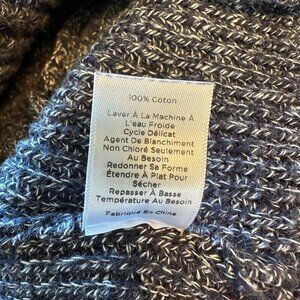 100% Coton
Laver À La Machine À
L'eau Froide
Cycle Délicat
Agent De Blanchiment
Non Chloré Seulement
Au Besoin
Redonner Sa Forme
Étendre À Plat Pour
Sécher
Repasser À Basse
Température Au Besoin
Fabriqué En Chine